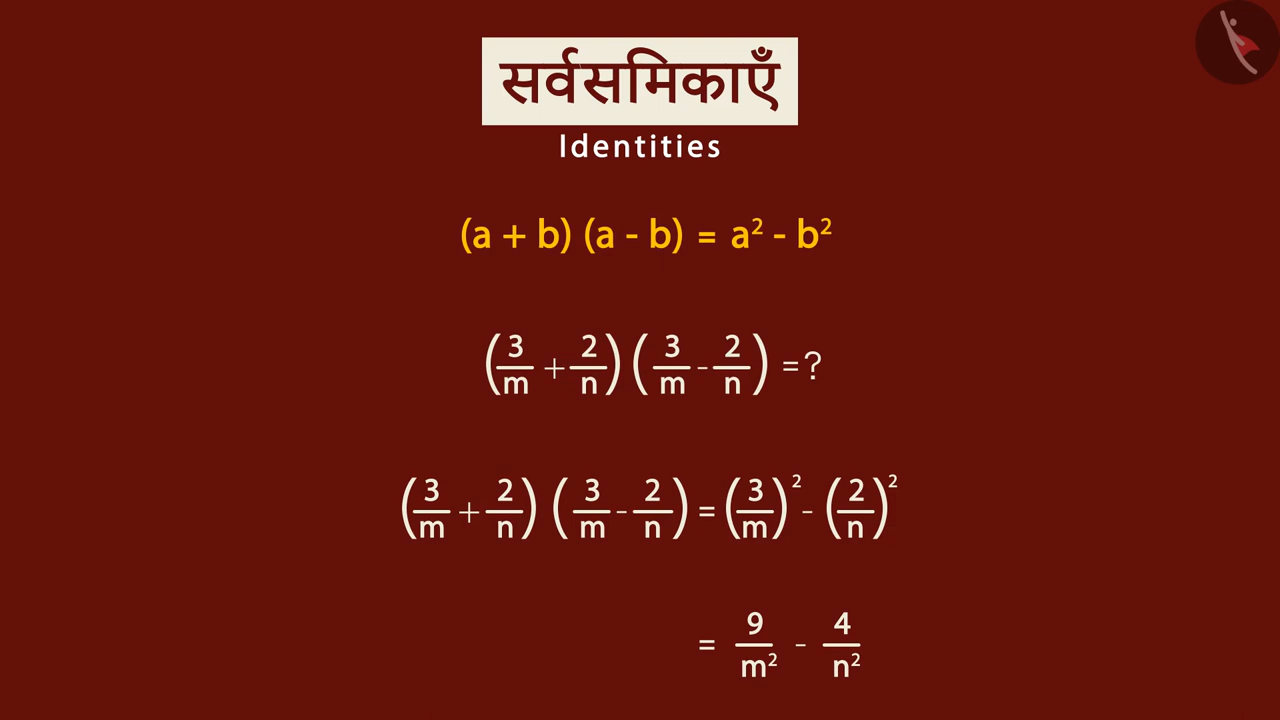 सर्वसमिकाएँ
Identities
(a + b) (a - b) = a² - b²
(3/m + 2/n) (3/m - 2/n) = ?
(3/m + 2/n) (3/m - 2/n) = (3/m)² - (2/n)²
= 9/m² - 4/n²